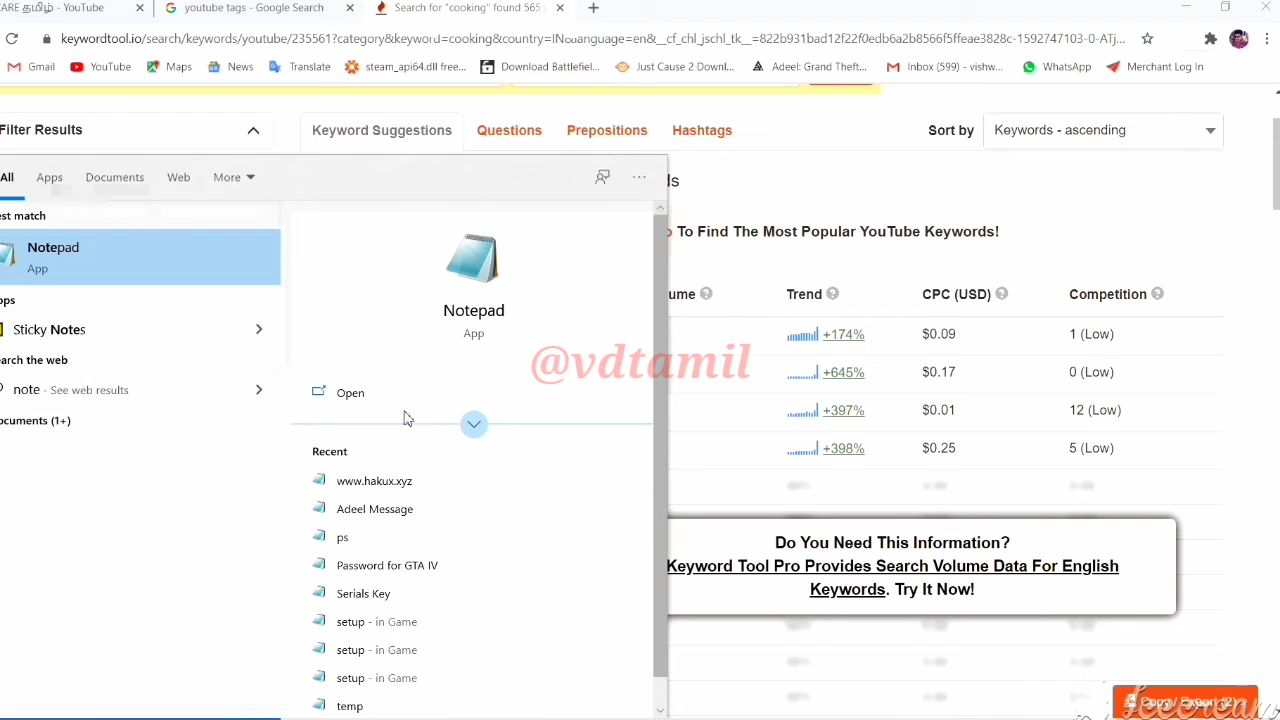 ARE தமிழ் - YouTube
youtube tags - Google Search
Search for "cooking" found 565
keywordtool.io/search/keywords/youtube/235561?category&keyword=cooking&country=IN&language=en&__cf_chl_jschl_tk__=822b931bad12f22f0edb6a2b8566f5ffeae3828c-1592747103-0-ATj...
Gmail
YouTube
Maps
News
Translate
steam_api64.dll free...
Download Battlefiel...
Just Cause 2 Downl...
Adeel: Grand Theft...
Inbox (599) - vishw...
WhatsApp
Merchant Log In
Filter Results
Keyword Suggestions
Questions
Prepositions
Hashtags
Sort by
Keywords - ascending
All
Apps
Documents
Web
More
ds
est match
Notepad
App
o To Find The Most Popular YouTube Keywords!
pps
Sticky Notes
earch the web
note - See web results
ocuments (1+)
Notepad
App
Open
Recent
www.hakux.xyz
Adeel Message
ps
Password for GTA IV
Serials Key
setup - in Game
setup - in Game
setup - in Game
temp
ume
Trend
CPC (USD)
Competition
+174%
$0.09
1 (Low)
+645%
$0.17
0 (Low)
+397%
$0.01
12 (Low)
+398%
$0.25
5 (Low)
@vdtamil
Do You Need This Information?
Keyword Tool Pro Provides Search Volume Data For English
Keywords. Try It Now!
Copy / Export (2)